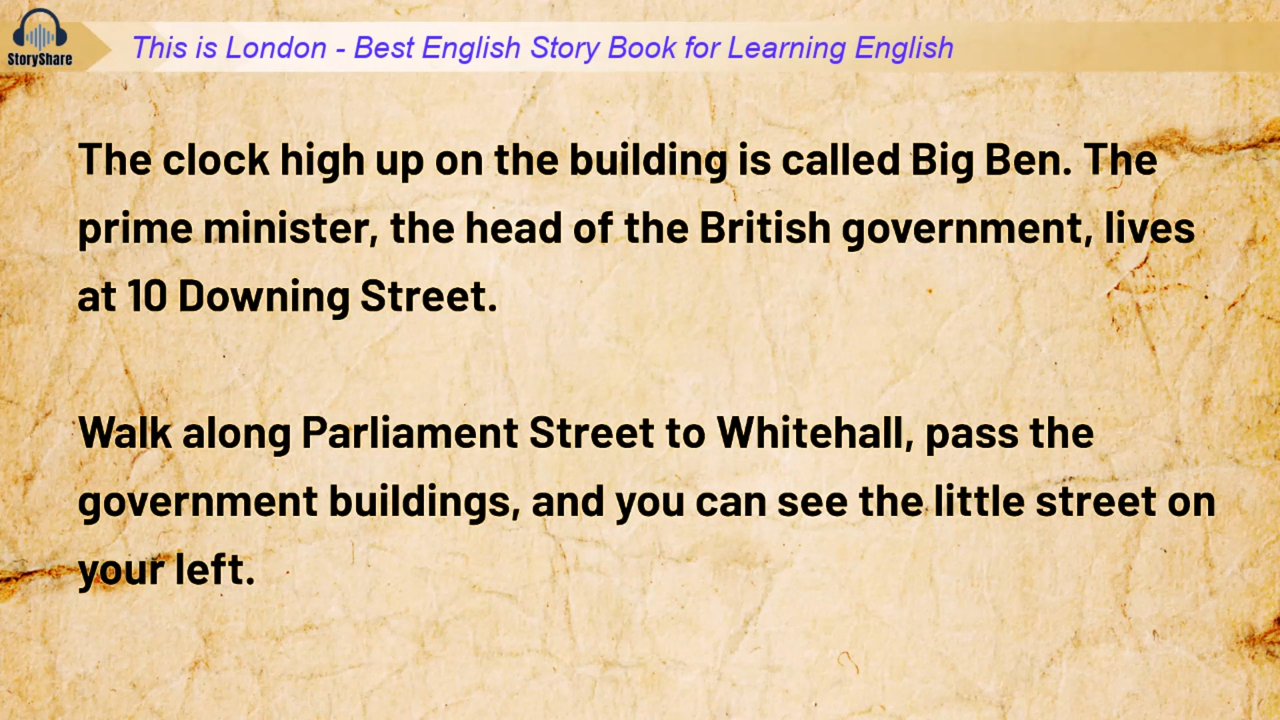 StoryShare
This is London - Best English Story Book for Learning English
The clock high up on the building is called Big Ben. The
prime minister, the head of the British government, lives
at 10 Downing Street.
Walk along Parliament Street to Whitehall, pass the
government buildings, and you can see the little street on
your left.